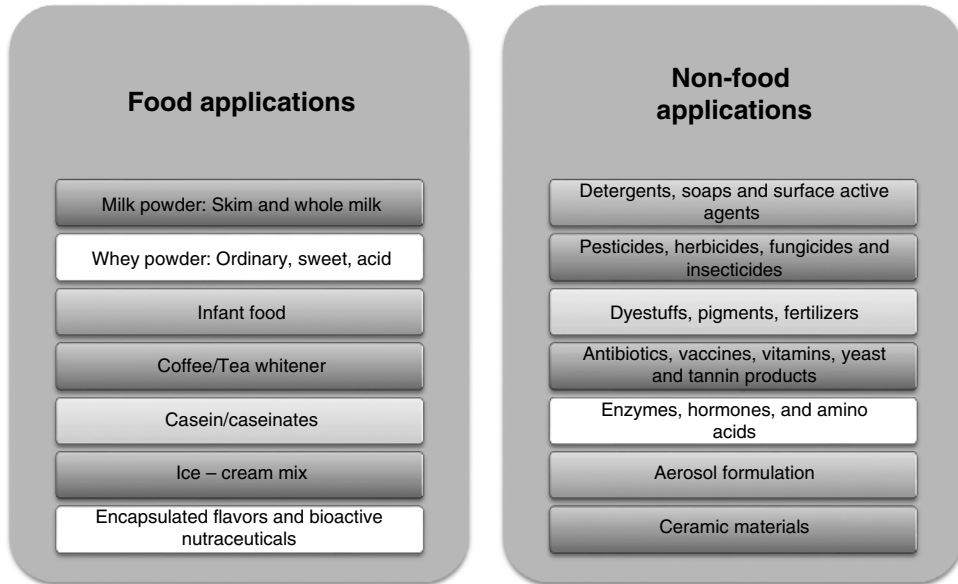 Food applications
Milk powder: Skim and whole milk
Whey powder: Ordinary, sweet, acid
Infant food
Coffee/Tea whitener
Casein/caseinates
Ice – cream mix
Encapsulated flavors and bioactive
nutraceuticals
Non-food
applications
Detergents, soaps and surface active
agents
Pesticides, herbicides, fungicides and
insecticides
Dyestuffs, pigments, fertilizers
Antibiotics, vaccines, vitamins, yeast
and tannin products
Enzymes, hormones, and amino
acids
Aerosol formulation
Ceramic materials